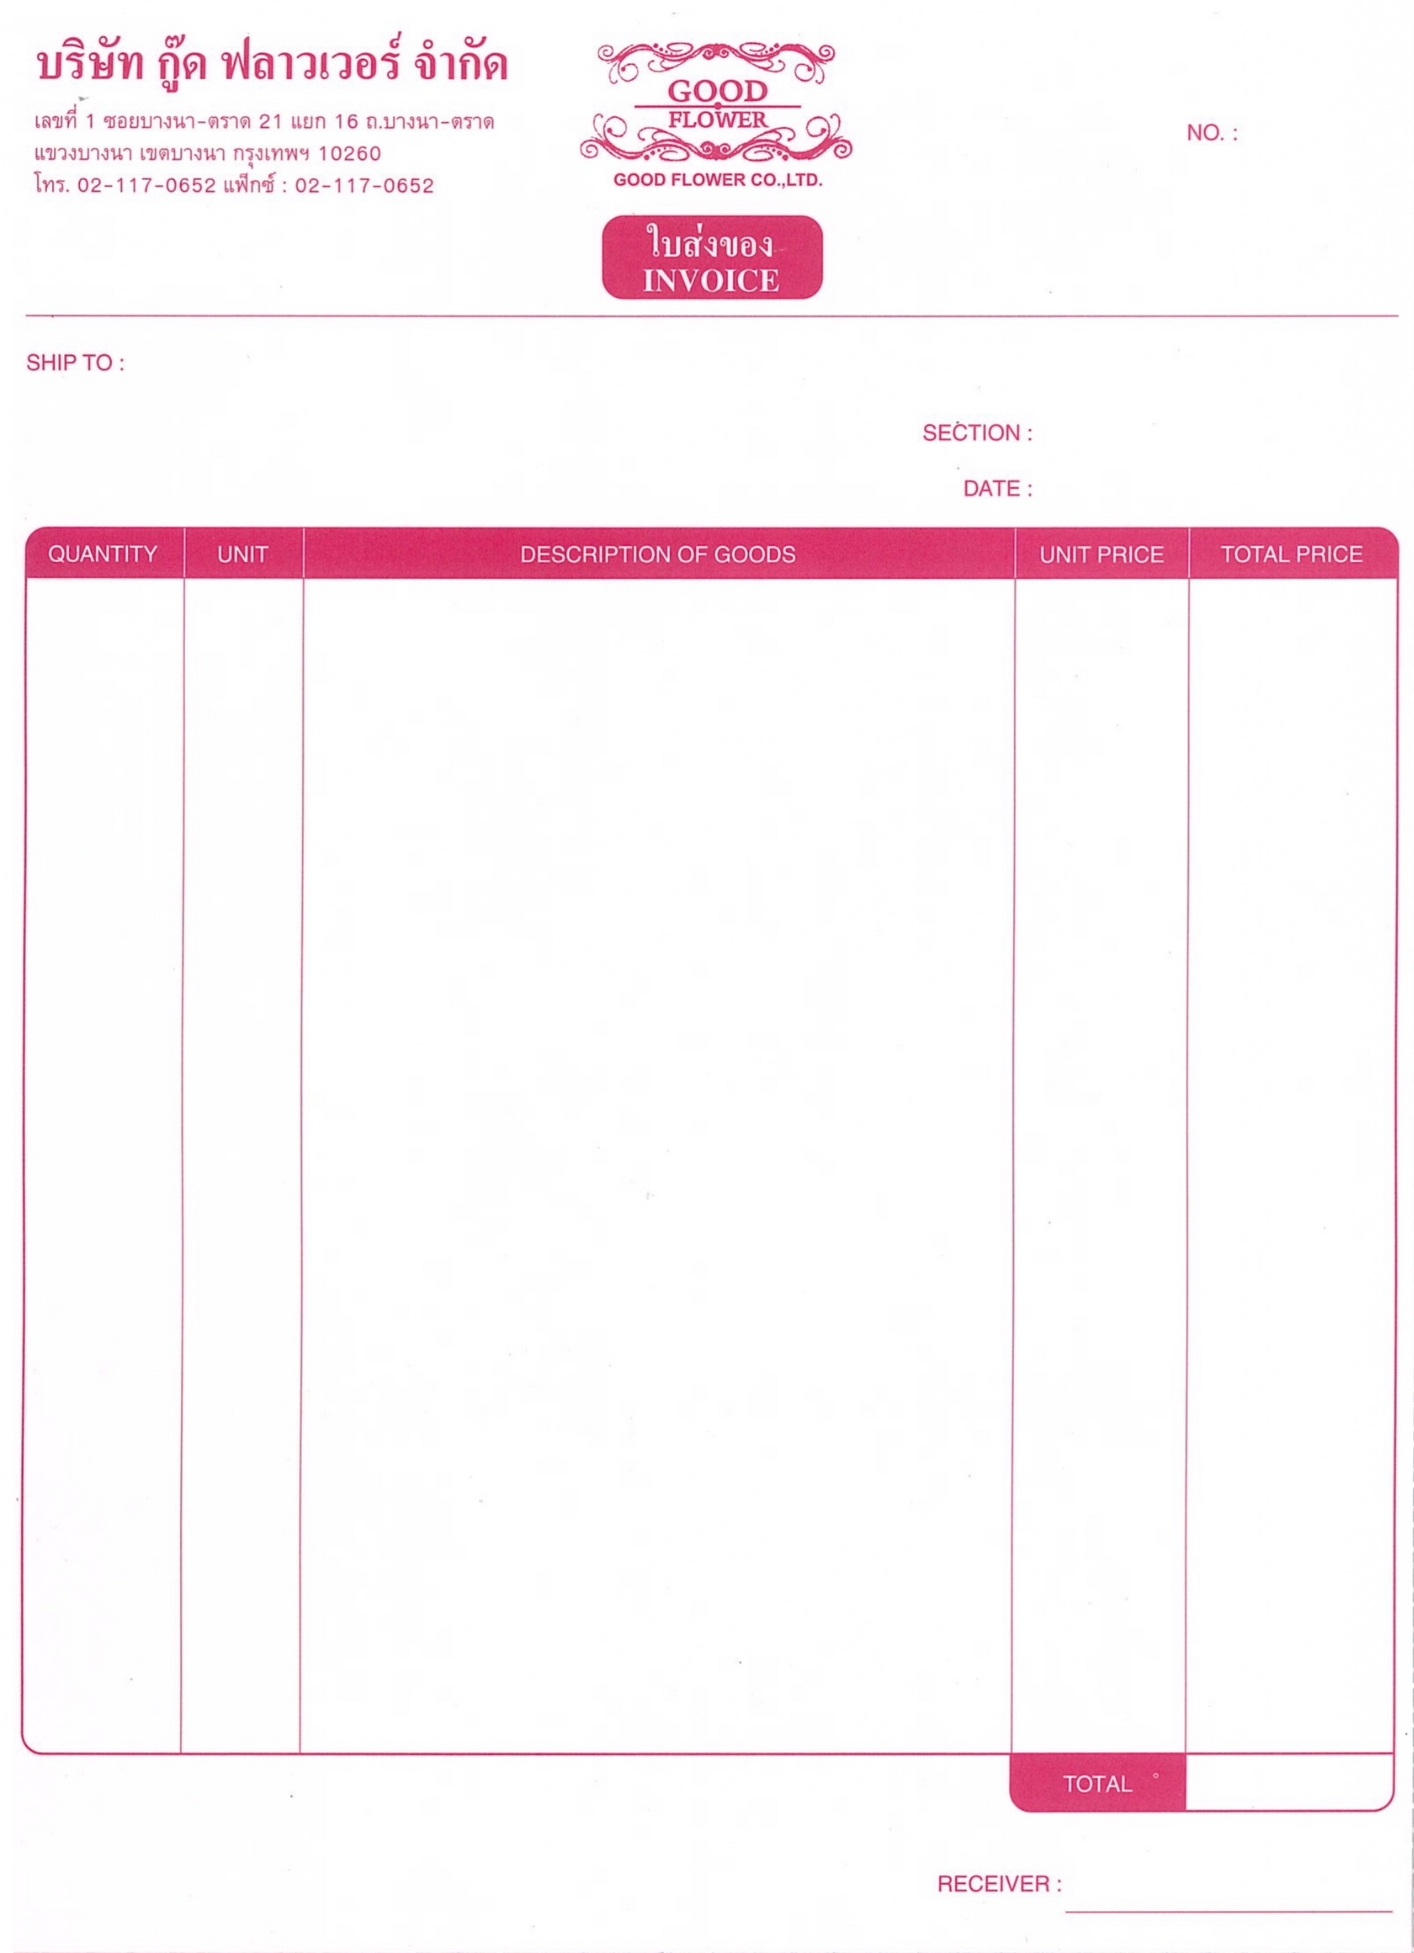 บริษัท กู๊ด ฟลาวเวอร์ จำกัด
เลขที่ 1 ซอยบางนา-ตราด 21 แยก 16 ถ.บางนา-ตราด
แขวงบางนา เขตบางนา กรุงเทพฯ 10260
โทร. 02-117-0652 แฟ็กซ์ : 02-117-0652
GOOD
FLOWER
GOOD FLOWER CO.,LTD.
NO. :
ใบส่งของ
INVOICE
SHIP TO :
SECTION :
DATE :
QUANTITY UNIT DESCRIPTION OF GOODS UNIT PRICE TOTAL PRICE
TOTAL
RECEIVER :